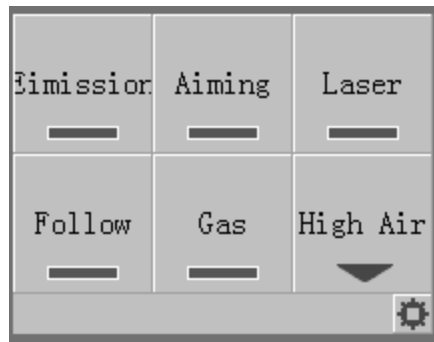 Eimission
Aiming
Laser
Follow
Gas
High Air